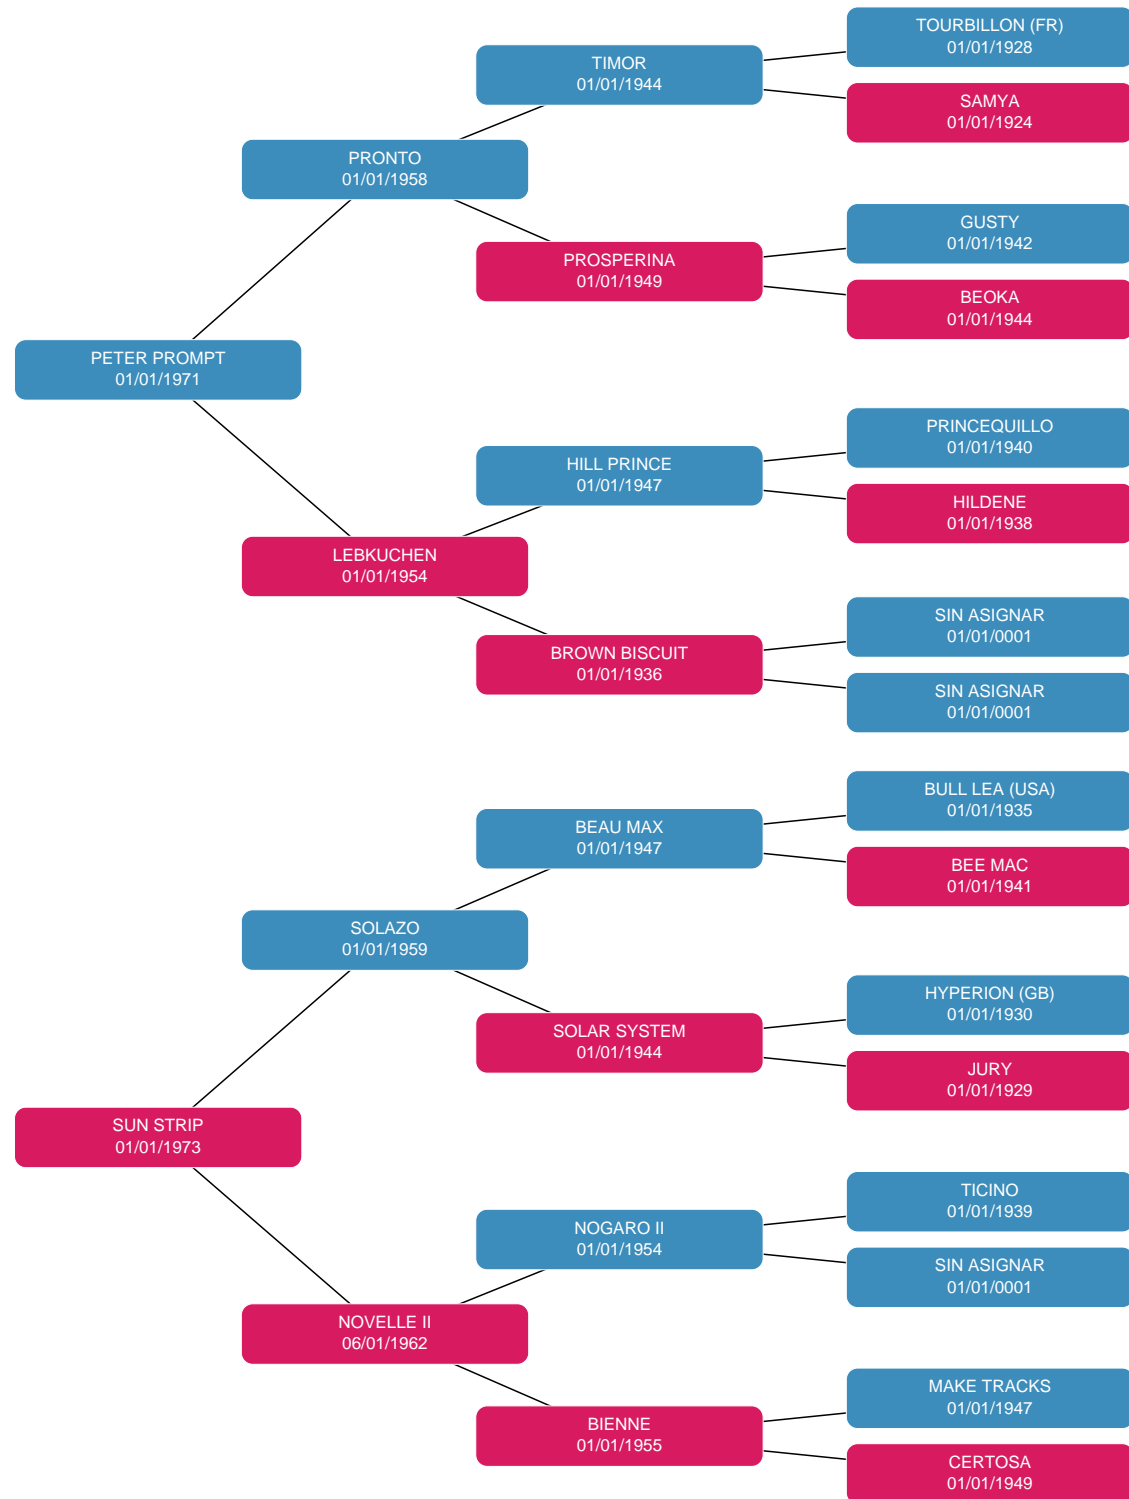 TOURBILLON (FR)
01/01/1928
TIMOR
01/01/1944
SAMYA
01/01/1924
PRONTO
01/01/1958
GUSTY
01/01/1942
PROSPERINA
01/01/1949
BEOKA
01/01/1944
PETER PROMPT
01/01/1971
PRINCEQUILLO
01/01/1940
HILL PRINCE
01/01/1947
HILDENE
01/01/1938
LEBKUCHEN
01/01/1954
SIN ASIGNAR
01/01/0001
BROWN BISCUIT
01/01/1936
SIN ASIGNAR
01/01/0001
BULL LEA (USA)
01/01/1935
BEAU MAX
01/01/1947
BEE MAC
01/01/1941
SOLAZO
01/01/1959
HYPERION (GB)
01/01/1930
SOLAR SYSTEM
01/01/1944
JURY
01/01/1929
SUN STRIP
01/01/1973
TICINO
01/01/1939
NOGARO II
01/01/1954
SIN ASIGNAR
01/01/0001
NOVELLE II
06/01/1962
MAKE TRACKS
01/01/1947
BIENNE
01/01/1955
CERTOSA
01/01/1949